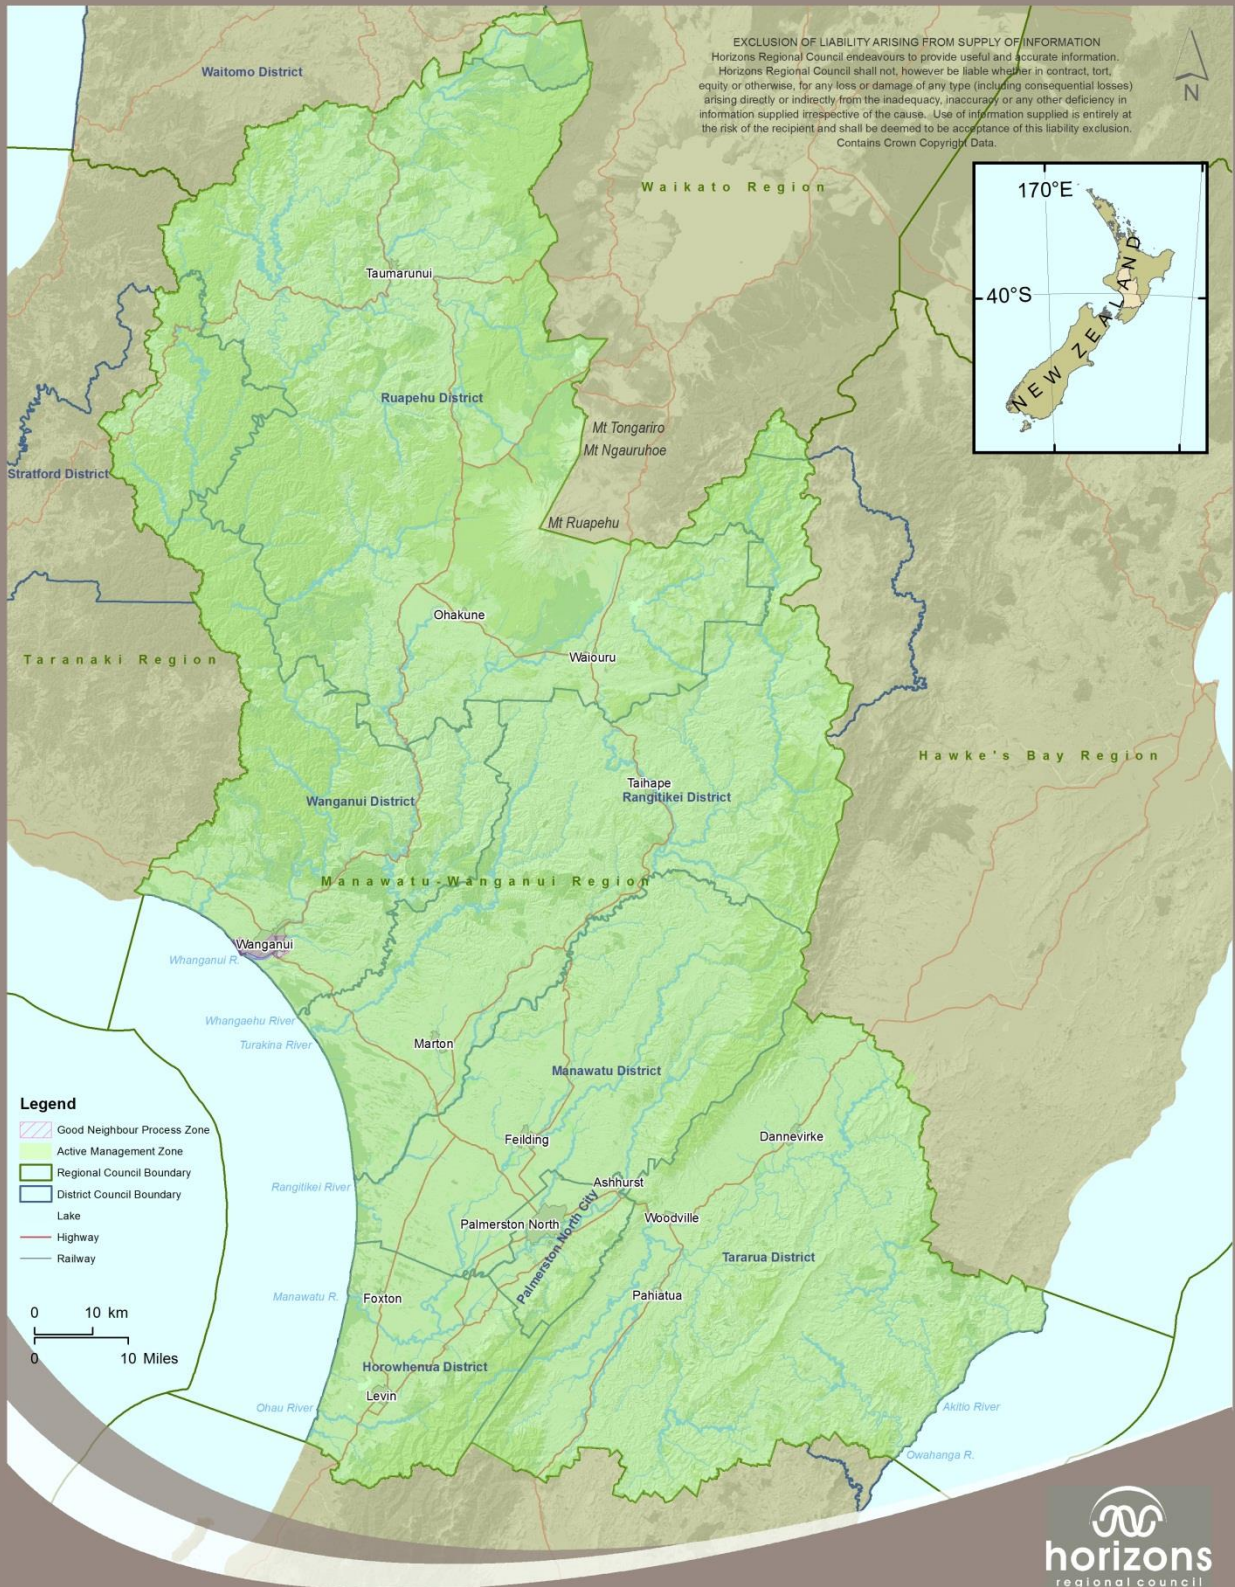 EXCLUSION OF LIABILITY ARISING FROM SUPPLY OF INFORMATION
Horizons Regional Council endeavours to provide useful and accurate information.
Horizons Regional Council shall not, however be liable whether in contract, tort,
equity or otherwise, for any loss or damage of any type (including consequential losses)
arising directly or indirectly from the inadequacy, inaccuracy or any other deficiency in
information supplied irrespective of the cause. Use of information supplied is entirely at
the risk of the recipient and shall be deemed to be acceptance of this liability exclusion.
Contains Crown Copyright Data.
N
Waitomo District
Waikato Region
170°E
40°S
NEW ZEALAND
Taumarunui
Ruapehu District
Mt Tongariro
Mt Ngauruhoe
Stratford District
Mt Ruapehu
Ohakune
Waiouru
Taranaki Region
Hawke's Bay Region
Taihape
Rangitikei District
Wanganui District
Manawatu-Wanganui Region
Wanganui
Whanganui R.
Whangaehu River
Turakina River
Marton
Manawatu District
Legend
Good Neighbour Process Zone
Active Management Zone
Regional Council Boundary
District Council Boundary
Lake
Highway
Railway
Feilding
Dannevirke
Ashhurst
Rangitikei River
Palmerston North
Palmerston North City
Woodville
Tararua District
Manawatu R.
Foxton
Pahiatua
0 10 km
0 10 Miles
Horowhenua District
Levin
Ohau River
Akitio River
Owahanga R.
horizons
regional council